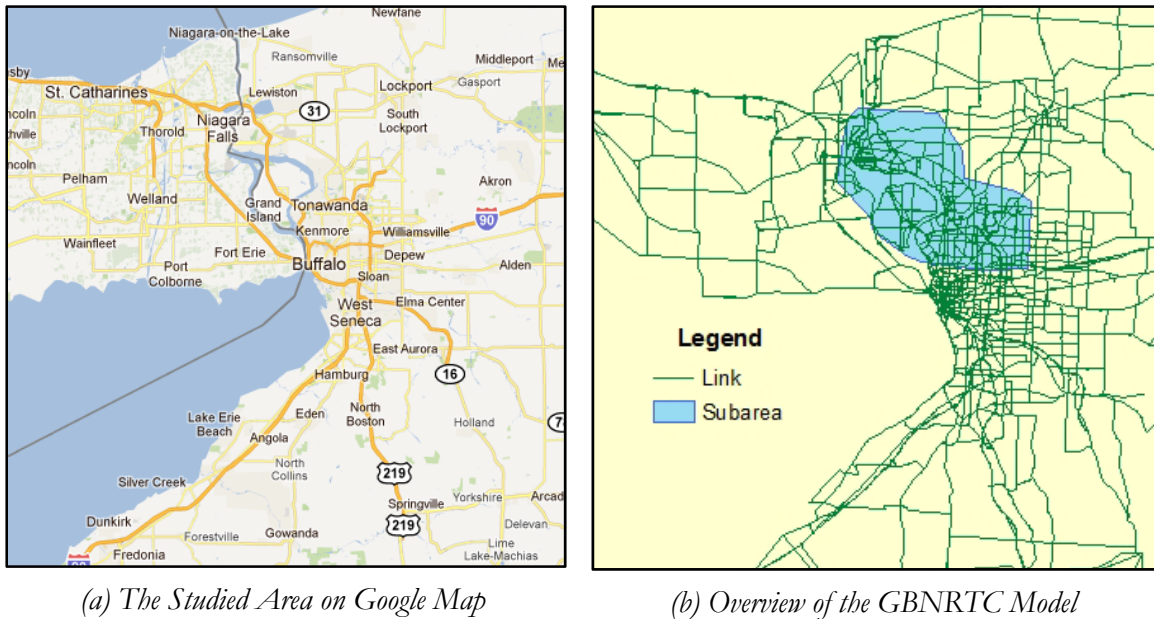 Newfane
Niagara-on-the-Lake
Ransomville
Middleport
Lockport
Gasport
St. Catharines
Lewiston
31
Niagara
Falls
South
Lockport
Thorold
Lincoln
Pelham
Welland
Grand
Island
Tonawanda
Akron
90
Kenmore
Williamsville
Wainfleet
Fort Erie
Buffalo
Depew
Port
Colborne
Sloan
Alden
West
Seneca
Elma Center
East Aurora
16
Hamburg
Lake Erie
Beach
Eden
North
Boston
Holland
Angola
North
Collins
Silver Creek
219
Springville
Yorkshire
Arcad
Dunkirk
Forestville
Gowanda
219
Delevan
Lime
Lake-Machias
Fredonia
Legend
Link
Subarea
(a) The Studied Area on Google Map
(b) Overview of the GBNRTC Model